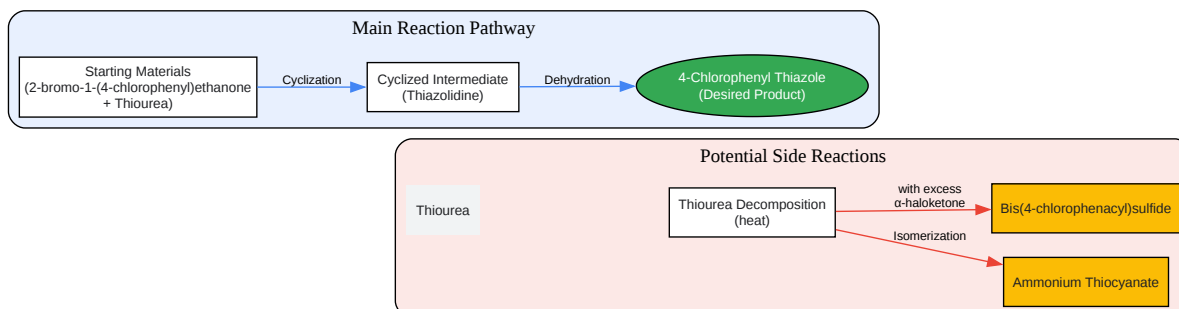 Main Reaction Pathway
Starting Materials
(2-bromo-1-(4-chlorophenyl)ethanone
+ Thiourea)
Cyclization
Cyclized Intermediate
(Thiazolidine)
Dehydration
4-Chlorophenyl Thiazole
(Desired Product)
Potential Side Reactions
Thiourea
Thiourea Decomposition
(heat)
with excess
α-haloketone
Bis(4-chlorophenacyl)sulfide
Isomerization
Ammonium Thiocyanate